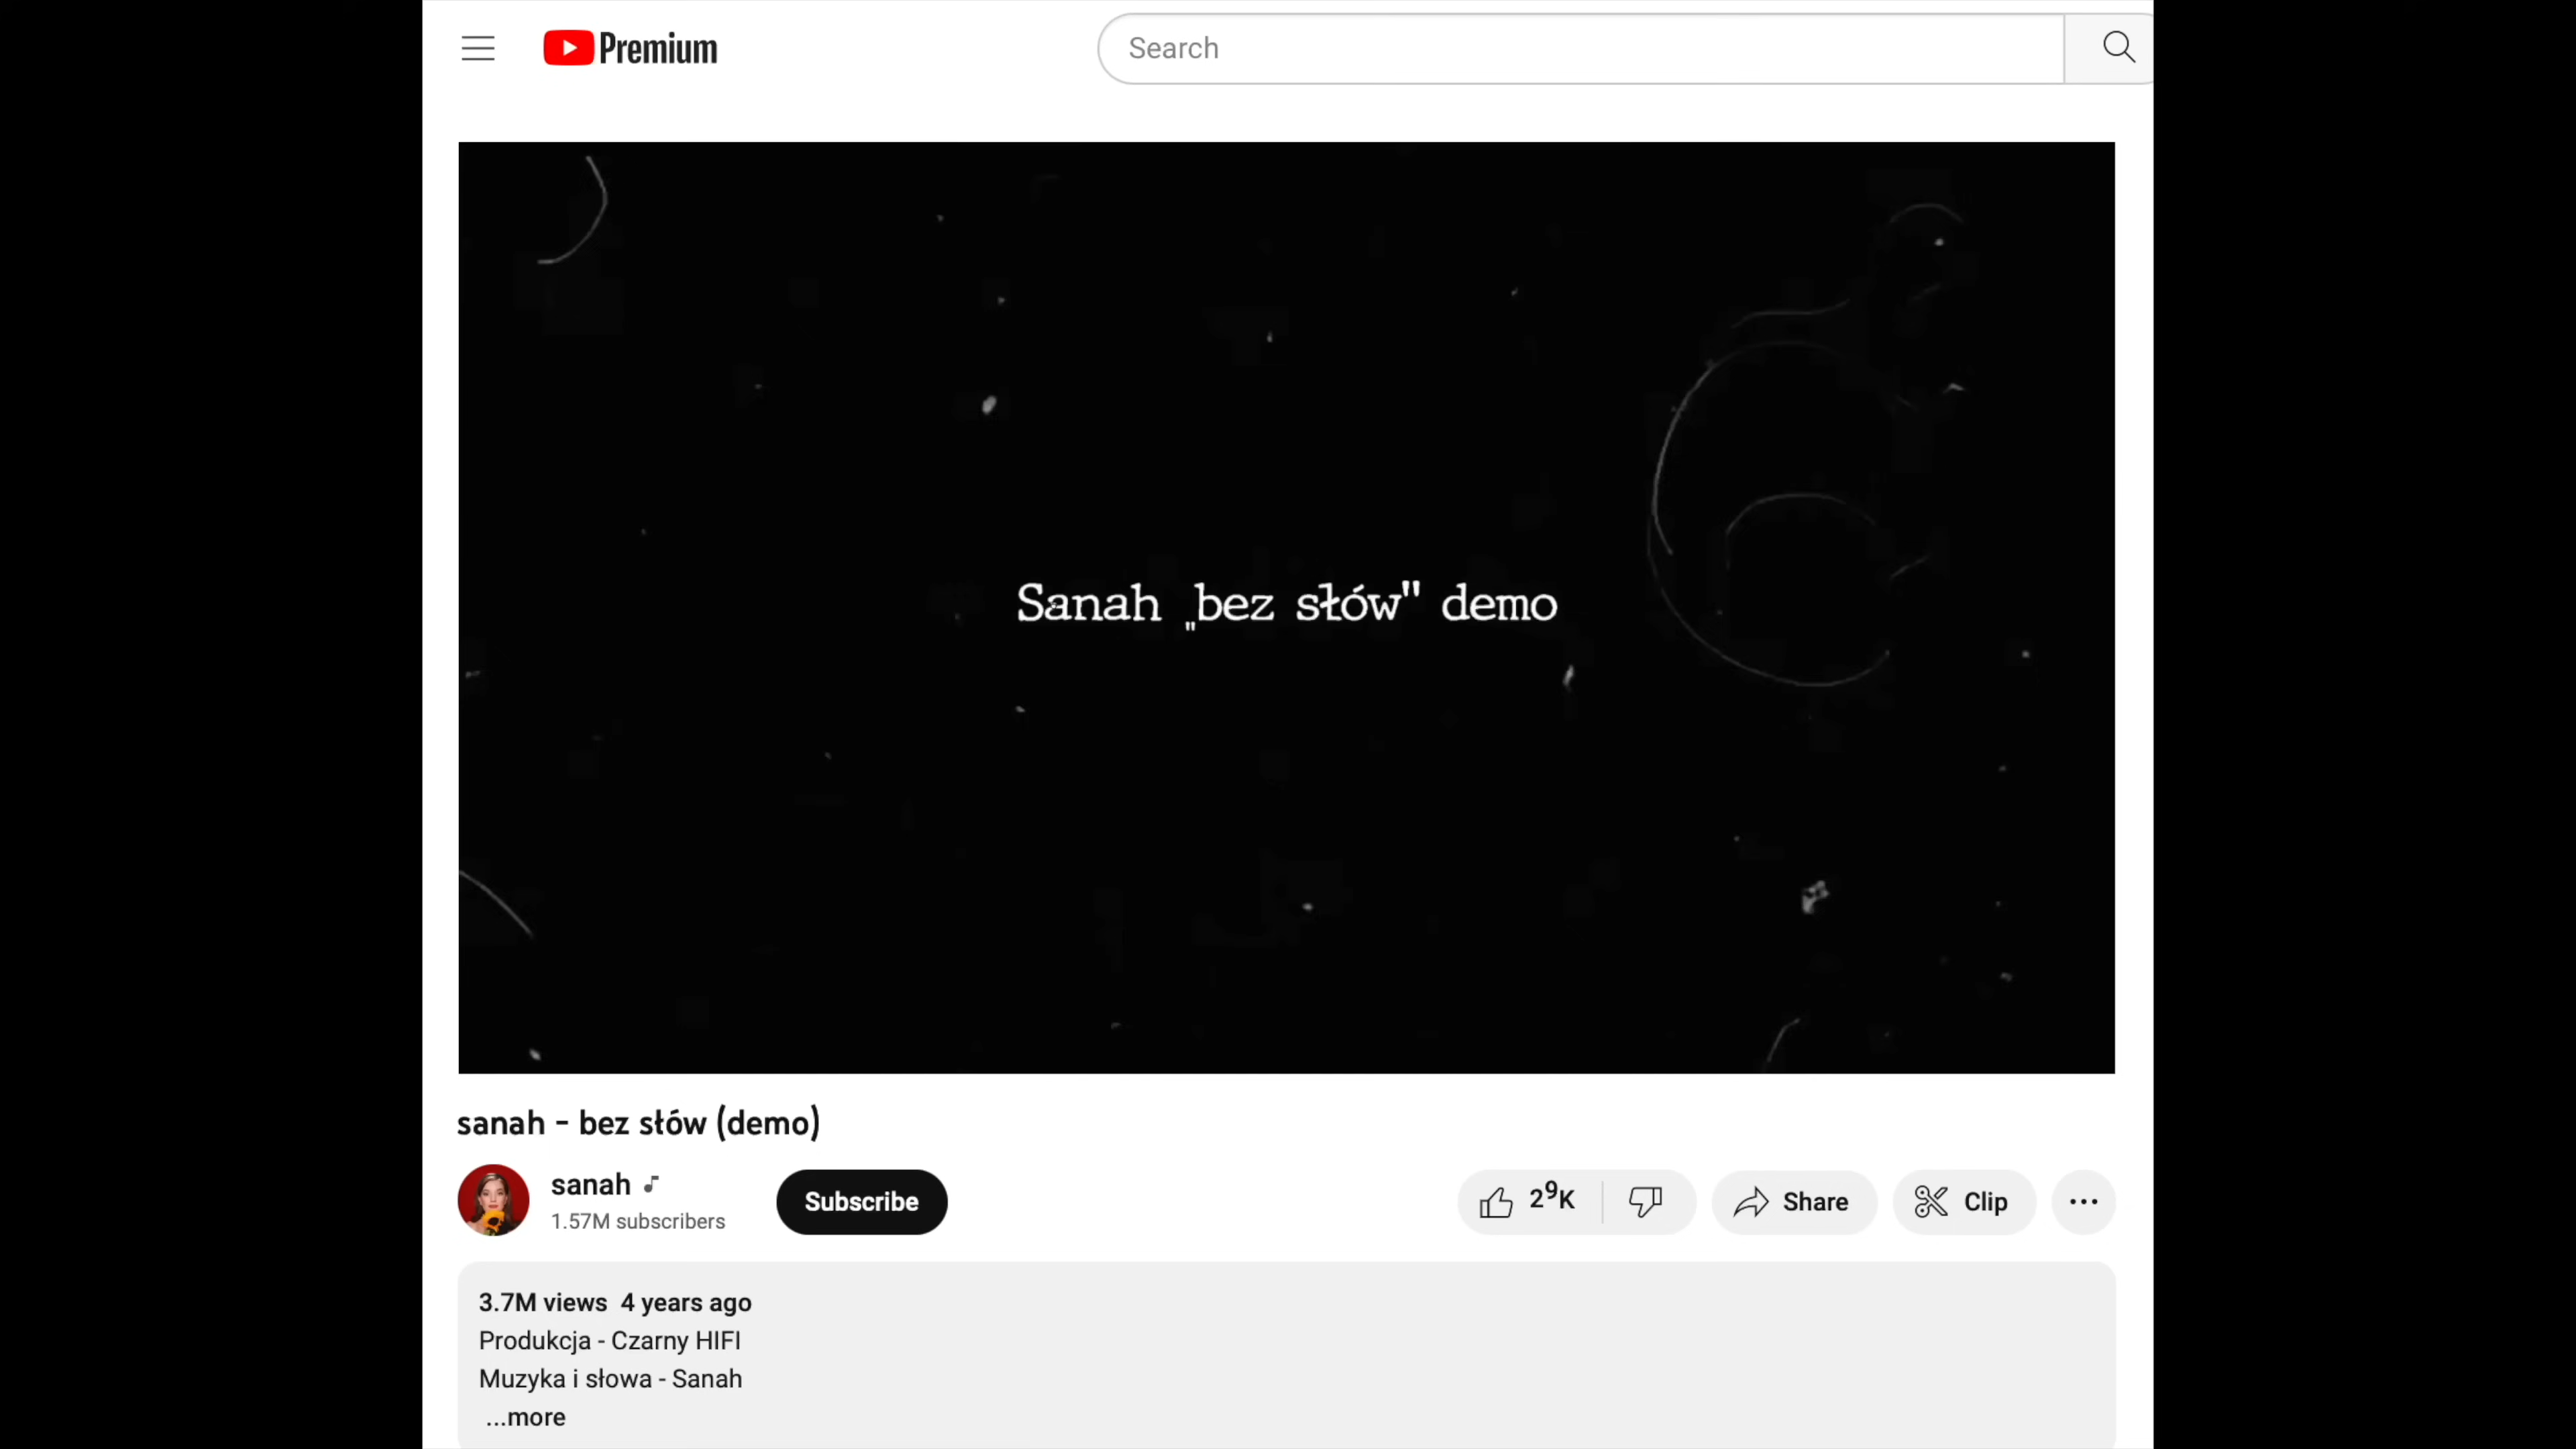 Premium
Search
Sanah „bez słów" demo
sanah - bez słów (demo)
sanah
1.57M subscribers
Subscribe
29K
Share
Clip
3.7M views 4 years ago
Produkcja - Czarny HIFI
Muzyka i słowa - Sanah
...more